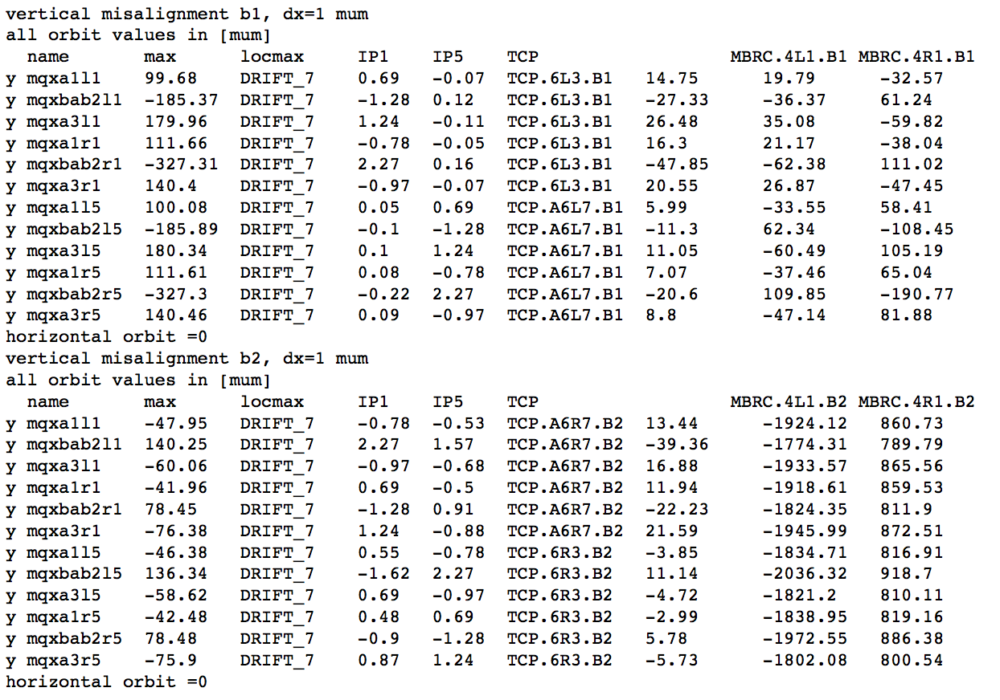 vertical misalignment b1, dx=1 mum
all orbit values in [mum]
name max locmax IP1 IP5 TCP MBRC.4L1.B1 MBRC.4R1.B1
y mqxa1l1 99.68 DRIFT_7 0.69 -0.07 TCP.6L3.B1 14.75 19.79 -32.57
y mqxbab2l1 -185.37 DRIFT_7 -1.28 0.12 TCP.6L3.B1 -27.33 -36.37 61.24
y mqxa3l1 179.96 DRIFT_7 1.24 -0.11 TCP.6L3.B1 26.48 35.08 -59.82
y mqxa1r1 111.66 DRIFT_7 -0.78 -0.05 TCP.6L3.B1 16.3 21.17 -38.04
y mqxbab2r1 -327.31 DRIFT_7 2.27 0.16 TCP.6L3.B1 -47.85 -62.38 111.02
y mqxa3r1 140.4 DRIFT_7 -0.97 -0.07 TCP.6L3.B1 20.55 26.87 -47.45
y mqxa1l5 100.08 DRIFT_7 0.05 0.69 TCP.A6L7.B1 5.99 -33.55 58.41
y mqxbab2l5 -185.89 DRIFT_7 -0.1 -1.28 TCP.A6L7.B1 -11.3 62.34 -108.45
y mqxa3l5 180.34 DRIFT_7 0.1 1.24 TCP.A6L7.B1 11.05 -60.49 105.19
y mqxa1r5 111.61 DRIFT_7 0.08 -0.78 TCP.A6L7.B1 7.07 -37.46 65.04
y mqxbab2r5 -327.3 DRIFT_7 -0.22 2.27 TCP.A6L7.B1 -20.6 109.85 -190.77
y mqxa3r5 140.46 DRIFT_7 0.09 -0.97 TCP.A6L7.B1 8.8 -47.14 81.88
horizontal orbit =0
vertical misalignment b2, dx=1 mum
all orbit values in [mum]
name max locmax IP1 IP5 TCP MBRC.4L1.B2 MBRC.4R1.B2
y mqxa1l1 -47.95 DRIFT_7 -0.78 -0.53 TCP.A6R7.B2 13.44 -1924.12 860.73
y mqxbab2l1 140.25 DRIFT_7 2.27 1.57 TCP.A6R7.B2 -39.36 -1774.31 789.79
y mqxa3l1 -60.06 DRIFT_7 -0.97 -0.68 TCP.A6R7.B2 16.88 -1933.57 865.56
y mqxa1r1 -41.96 DRIFT_7 0.69 -0.5 TCP.A6R7.B2 11.94 -1918.61 859.53
y mqxbab2r1 78.45 DRIFT_7 -1.28 0.91 TCP.A6R7.B2 -22.23 -1824.35 811.9
y mqxa3r1 -76.38 DRIFT_7 1.24 -0.88 TCP.A6R7.B2 21.59 -1945.99 872.51
y mqxa1l5 -46.38 DRIFT_7 0.55 -0.78 TCP.6R3.B2 -3.85 -1834.71 816.91
y mqxbab2l5 136.34 DRIFT_7 -1.62 2.27 TCP.6R3.B2 11.14 -2036.32 918.7
y mqxa3l5 -58.62 DRIFT_7 0.69 -0.97 TCP.6R3.B2 -4.72 -1821.2 810.11
y mqxa1r5 -42.48 DRIFT_7 0.48 0.69 TCP.6R3.B2 -2.99 -1838.95 819.16
y mqxbab2r5 78.48 DRIFT_7 -0.9 -1.28 TCP.6R3.B2 5.78 -1972.55 886.38
y mqxa3r5 -75.9 DRIFT_7 0.87 1.24 TCP.6R3.B2 -5.73 -1802.08 800.54
horizontal orbit =0